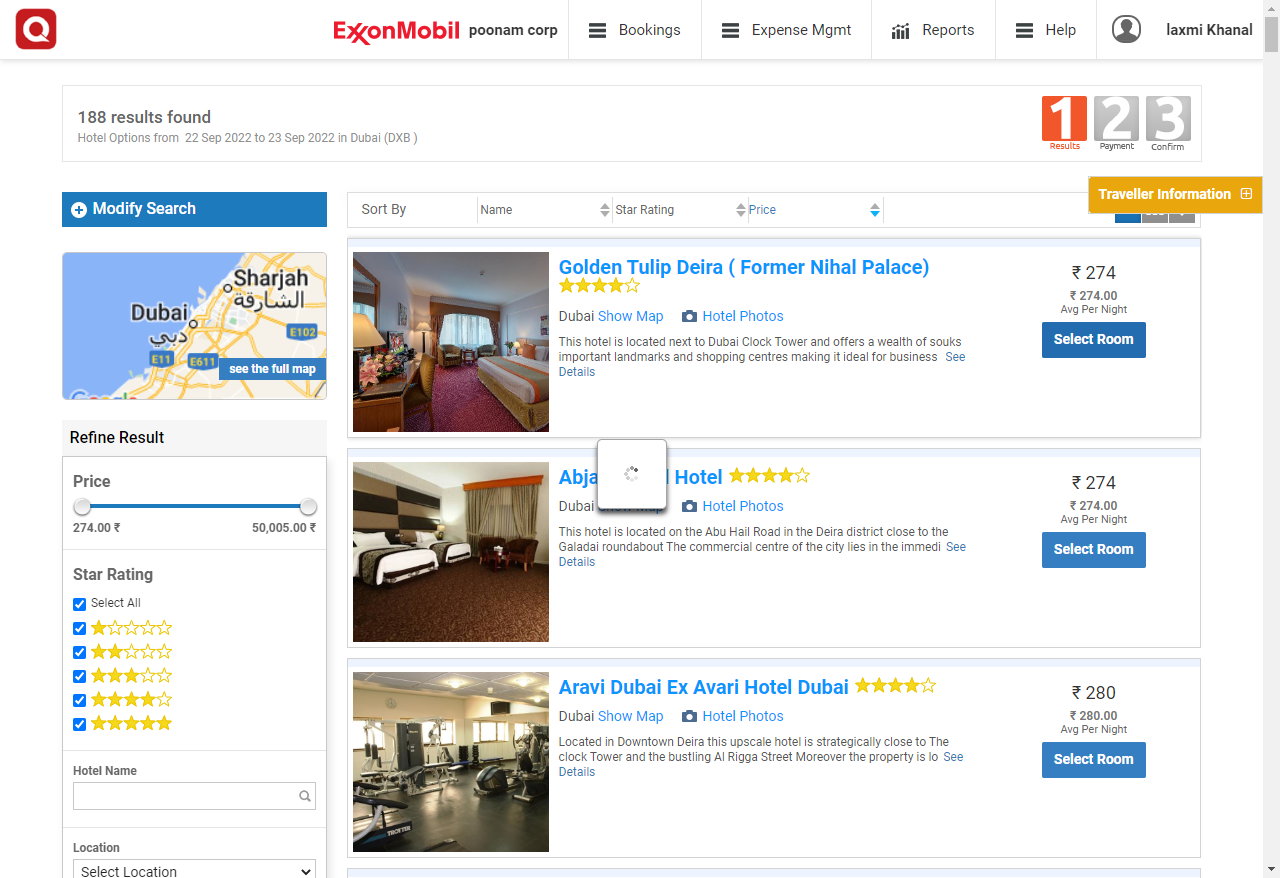 ExxonMobil poonam corp
Bookings
Expense Mgmt
Reports
Help
laxmi Khanal
188 results found
Hotel Options from 22 Sep 2022 to 23 Sep 2022 in Dubai (DXB )
1 2 3
Results Payment Confirm
Modify Search
Sort By Name Star Rating Price
Traveller Information
Sharjah
الشارقة
Dubai
دبي
E102
E11
E611
see the full map
Google
Golden Tulip Deira ( Former Nihal Palace)
Dubai Show Map Hotel Photos
This hotel is located next to Dubai Clock Tower and offers a wealth of souks
important landmarks and shopping centres making it ideal for business See
Details
₹ 274
₹ 274.00
Avg Per Night
Select Room
Refine Result
Price
274.00 ₹ 50,005.00 ₹
Star Rating
Select All
Hotel Name
Location
Select Location
Hotel
Dubai
Hotel Photos
This hotel is located on the Abu Hail Road in the Deira district close to the
Galadai roundabout The commercial centre of the city lies in the immedi See
Details
₹ 274
₹ 274.00
Avg Per Night
Select Room
Aravi Dubai Ex Avari Hotel Dubai
Dubai Show Map Hotel Photos
Located in Downtown Deira this upscale hotel is strategically close to The
clock Tower and the bustling Al Rigga Street Moreover the property is lo See
Details
₹ 280
₹ 280.00
Avg Per Night
Select Room